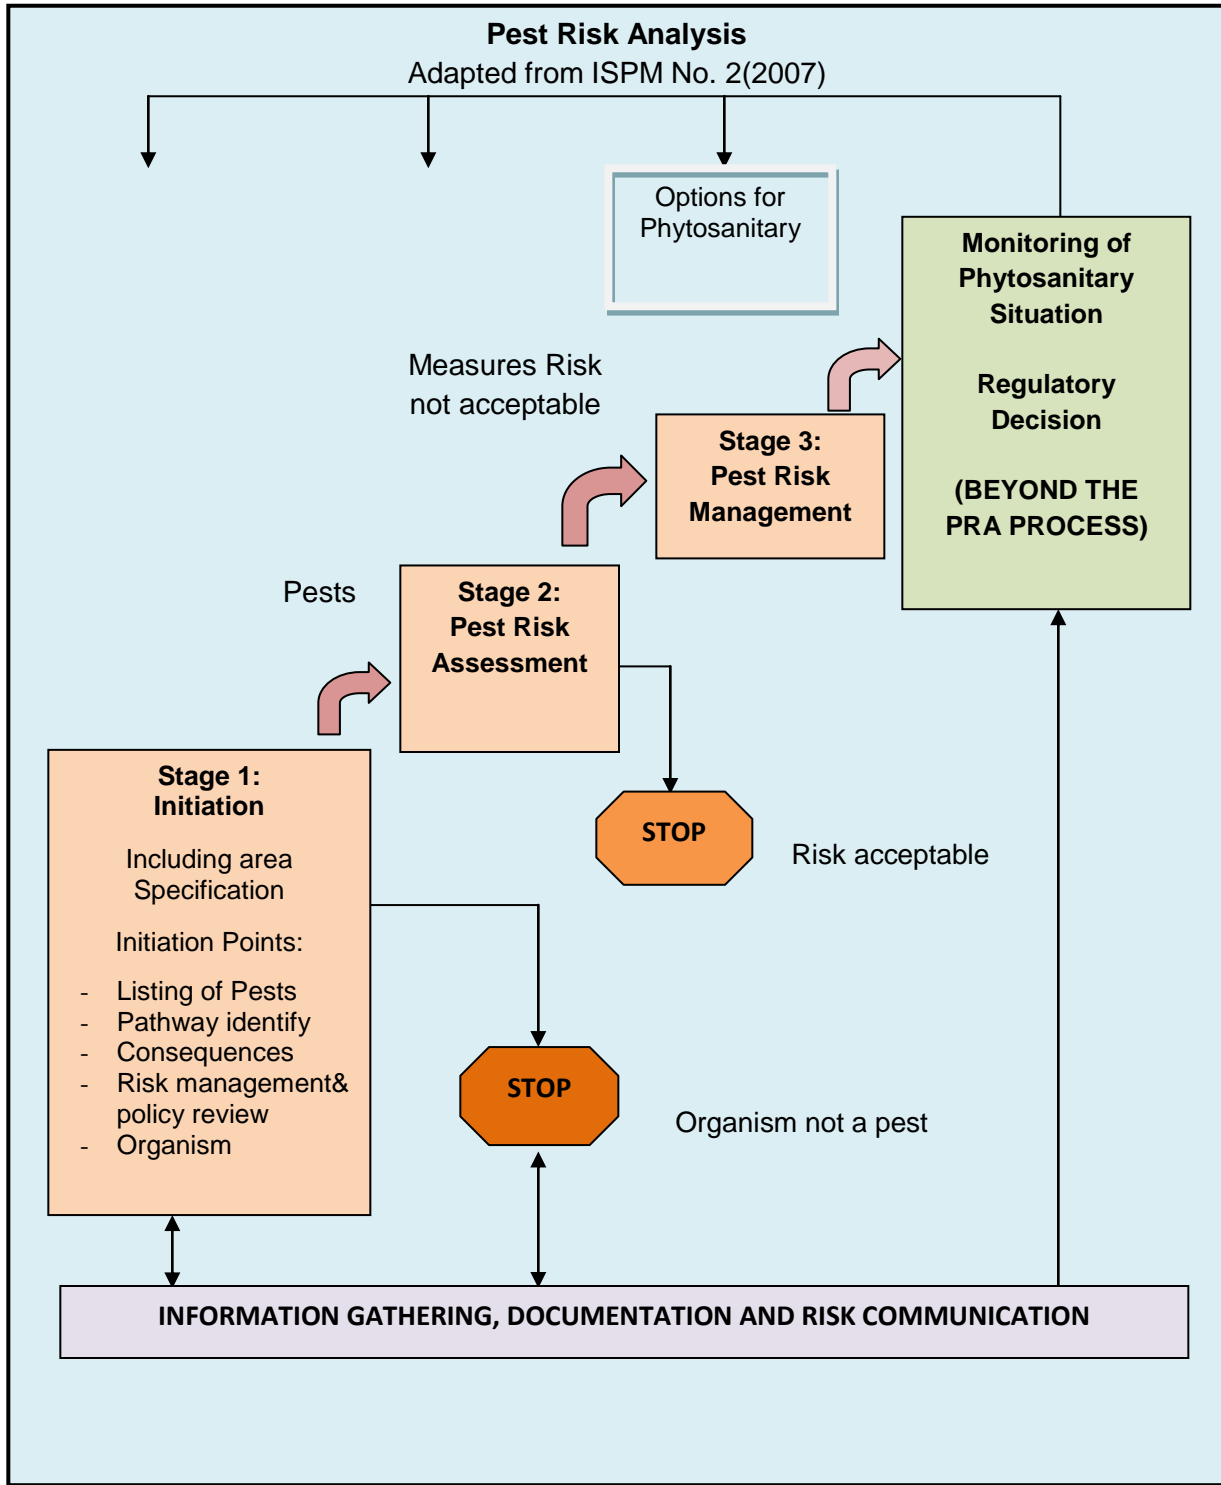 Pest Risk Analysis
Adapted from ISPM No. 2(2007)
Options for
Phytosanitary
Monitoring of
Phytosanitary
Situation
Regulatory
Decision
(BEYOND THE
PRA PROCESS)
Measures Risk
not acceptable
Stage 3:
Pest Risk
Management
Pests
Stage 2:
Pest Risk
Assessment
Stage 1:
Initiation
Including area
Specification
Initiation Points:
- Listing of Pests
- Pathway identify
- Consequences
- Risk management&
policy review
- Organism
STOP
Risk acceptable
STOP
Organism not a pest
INFORMATION GATHERING, DOCUMENTATION AND RISK COMMUNICATION